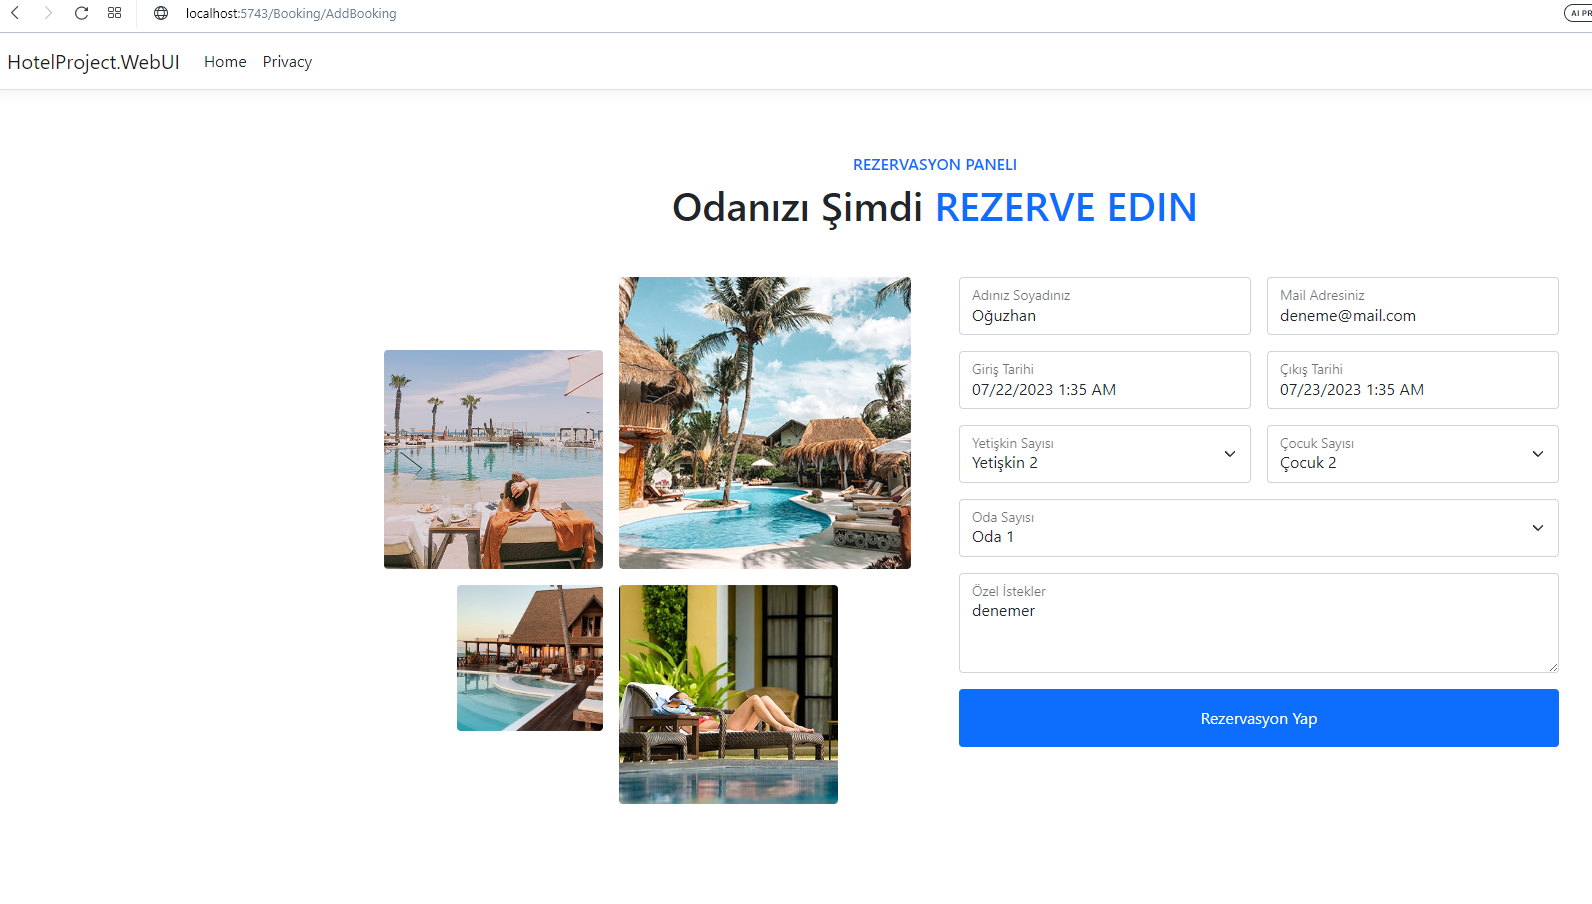 localhost:5743/Booking/AddBooking
HotelProject.WebUI Home Privacy
REZERVASYON PANELI
Odanızı Şimdi REZERVE EDIN
Adınız Soyadınız
Oğuzhan
Mail Adresiniz
deneme@mail.com
Giriş Tarihi
07/22/2023 1:35 AM
Çıkış Tarihi
07/23/2023 1:35 AM
Yetişkin Sayısı
Yetişkin 2
Çocuk Sayısı
Çocuk 2
Oda Sayısı
Oda 1
Özel İstekler
denemer
Rezervasyon Yap